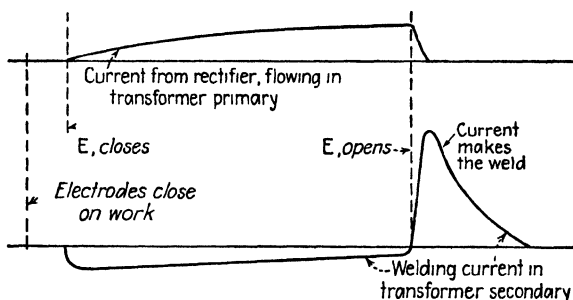 Current from rectifier, flowing in
transformer primary
E, closes
E, opens
Current
makes
the weld
Electrodes close
on work
Welding current in
transformer secondary